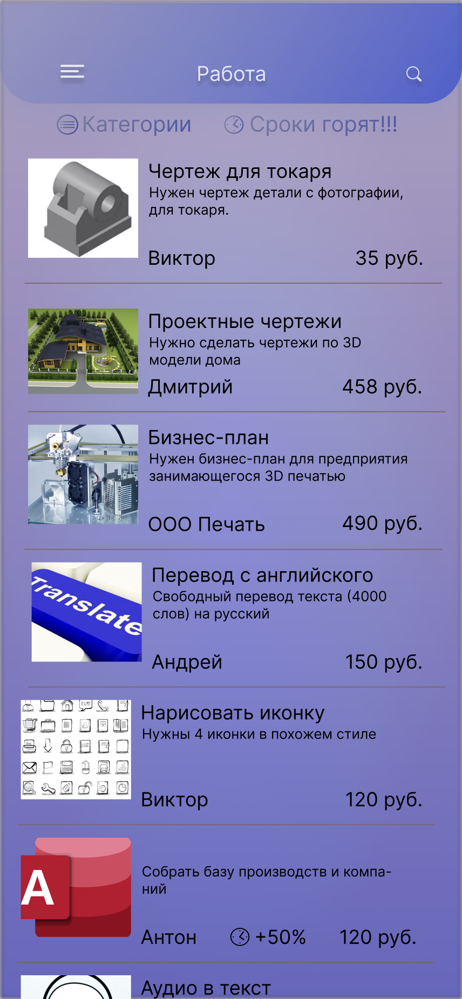 Работа
Категории
Сроки горят!!!
Чертеж для токаря
Нужен чертеж детали с фотографии,
для токаря.
Виктор 35 руб.
Проектные чертежи
Нужно сделать чертежи по 3D
модели дома
Дмитрий 458 руб.
Бизнес-план
Нужен бизнес-план для предприятия
занимающегося 3D печатью
ООО Печать 490 руб.
Translate
Перевод с английского
Свободный перевод текста (4000
слов) на русский
Андрей 150 руб.
Нарисовать иконку
Нужны 4 иконки в похожем стиле
Виктор 120 руб.
A
Собрать базу производств и компа-
ний
Антон +50% 120 руб.
Аудио в текст